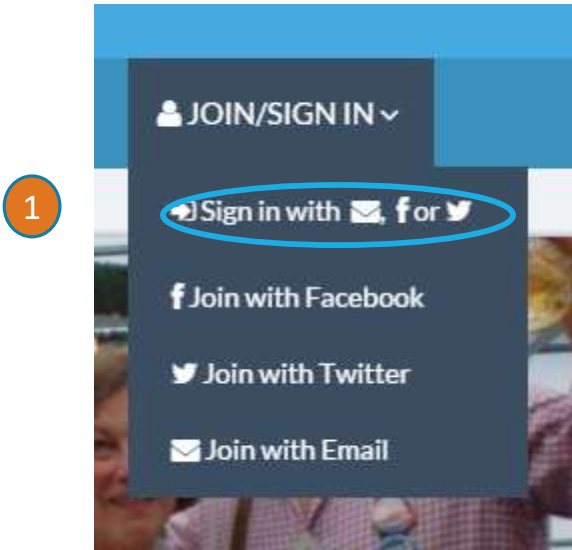 JOIN/SIGN IN
1
Sign in with , f or
f Join with Facebook
Join with Twitter
Join with Email